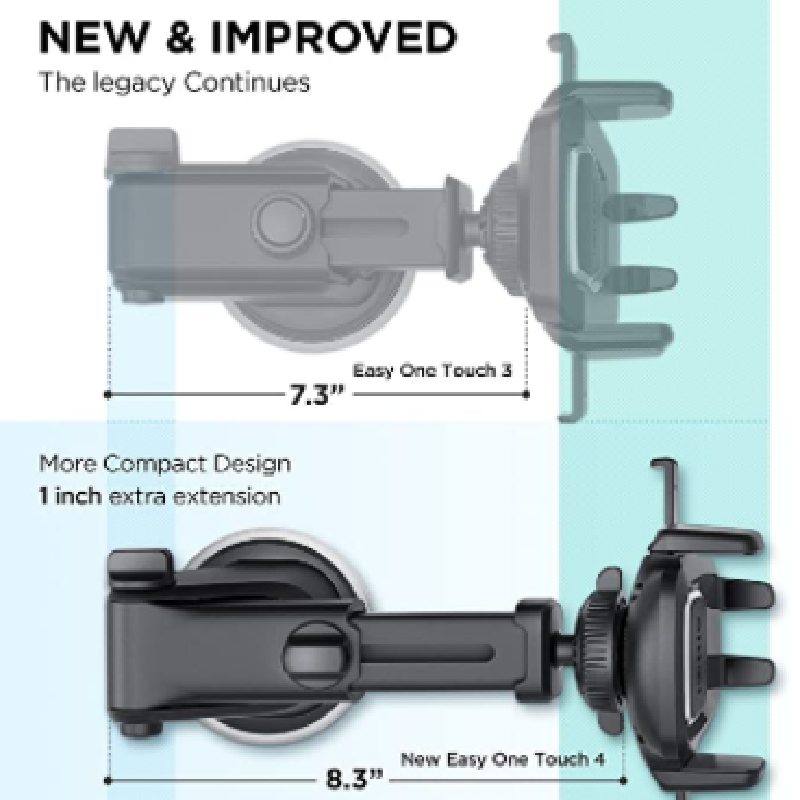 NEW & IMPROVED
The legacy Continues
Easy One Touch 3
7.3”
More Compact Design
1 inch extra extension
New Easy One Touch 4
8.3”